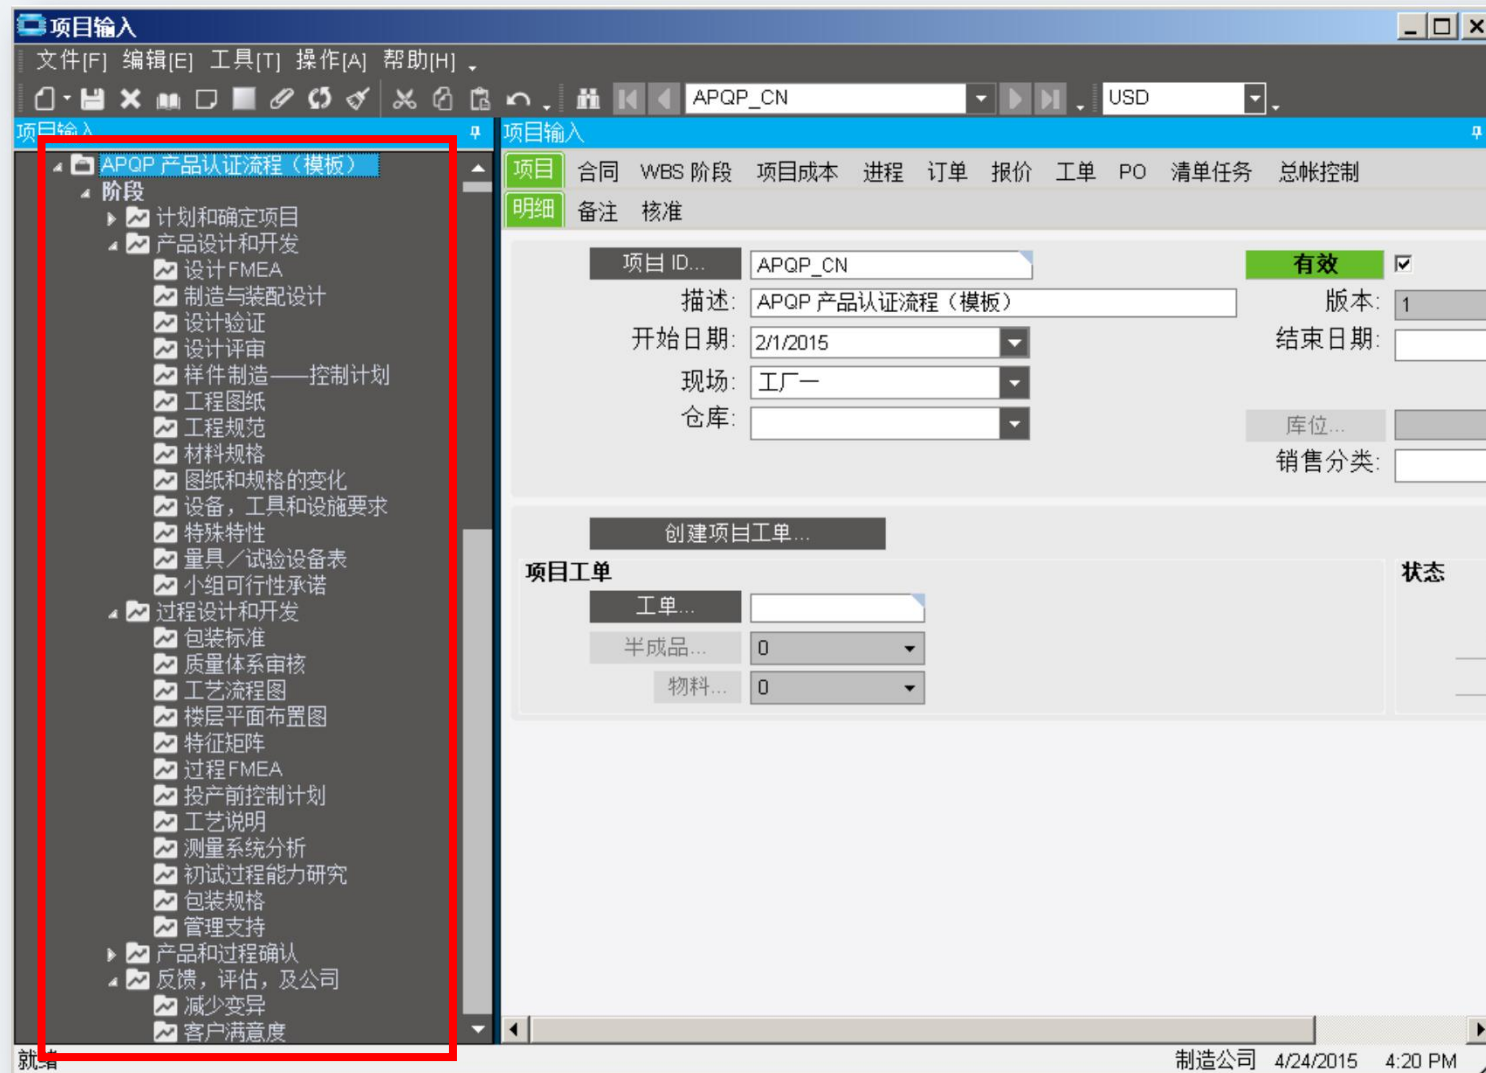 项目输入
文件[F] 编辑[E] 工具[T] 操作[A] 帮助[H]
APQP_CN USD
项目输入
APQP 产品认证流程（模板）
阶段
计划和确定项目
产品设计和开发
设计FMEA
制造与装配设计
设计验证
设计评审
样件制造——控制计划
工程图纸
工程规范
材料规格
图纸和规格的变化
设备，工具和设施要求
特殊特性
量具／试验设备表
小组可行性承诺
过程设计和开发
包装标准
质量体系审核
工艺流程图
楼层平面布置图
特征矩阵
过程FMEA
投产前控制计划
工艺说明
测量系统分析
初试过程能力研究
包装规格
管理支持
产品和过程确认
反馈，评估，及公司
减少变异
客户满意度
项目输入
项目 合同 WBS 阶段 项目成本 进程 订单 报价 工单 PO 清单任务 总帐控制
明细 备注 核准
项目 ID... APQP_CN 有效
描述: APQP 产品认证流程（模板） 版本: 1
开始日期: 2/1/2015 结束日期:
现场: 工厂一
仓库: 库位...
销售分类:
创建项目工单...
项目工单 状态
工单...
半成品... 0
物料... 0
就绪 制造公司 4/24/2015 4:20 PM